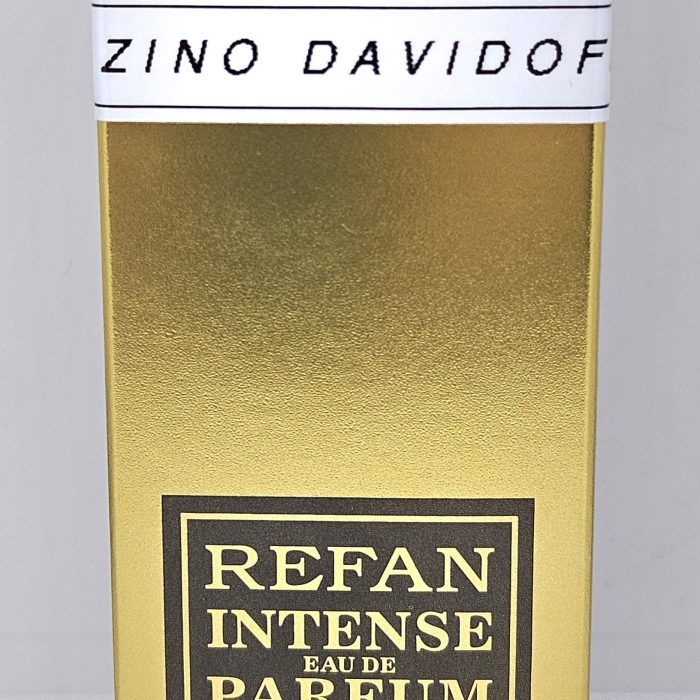 ZINO DAVIDOF
REFAN
INTENSE
EAU DE
PARFUM